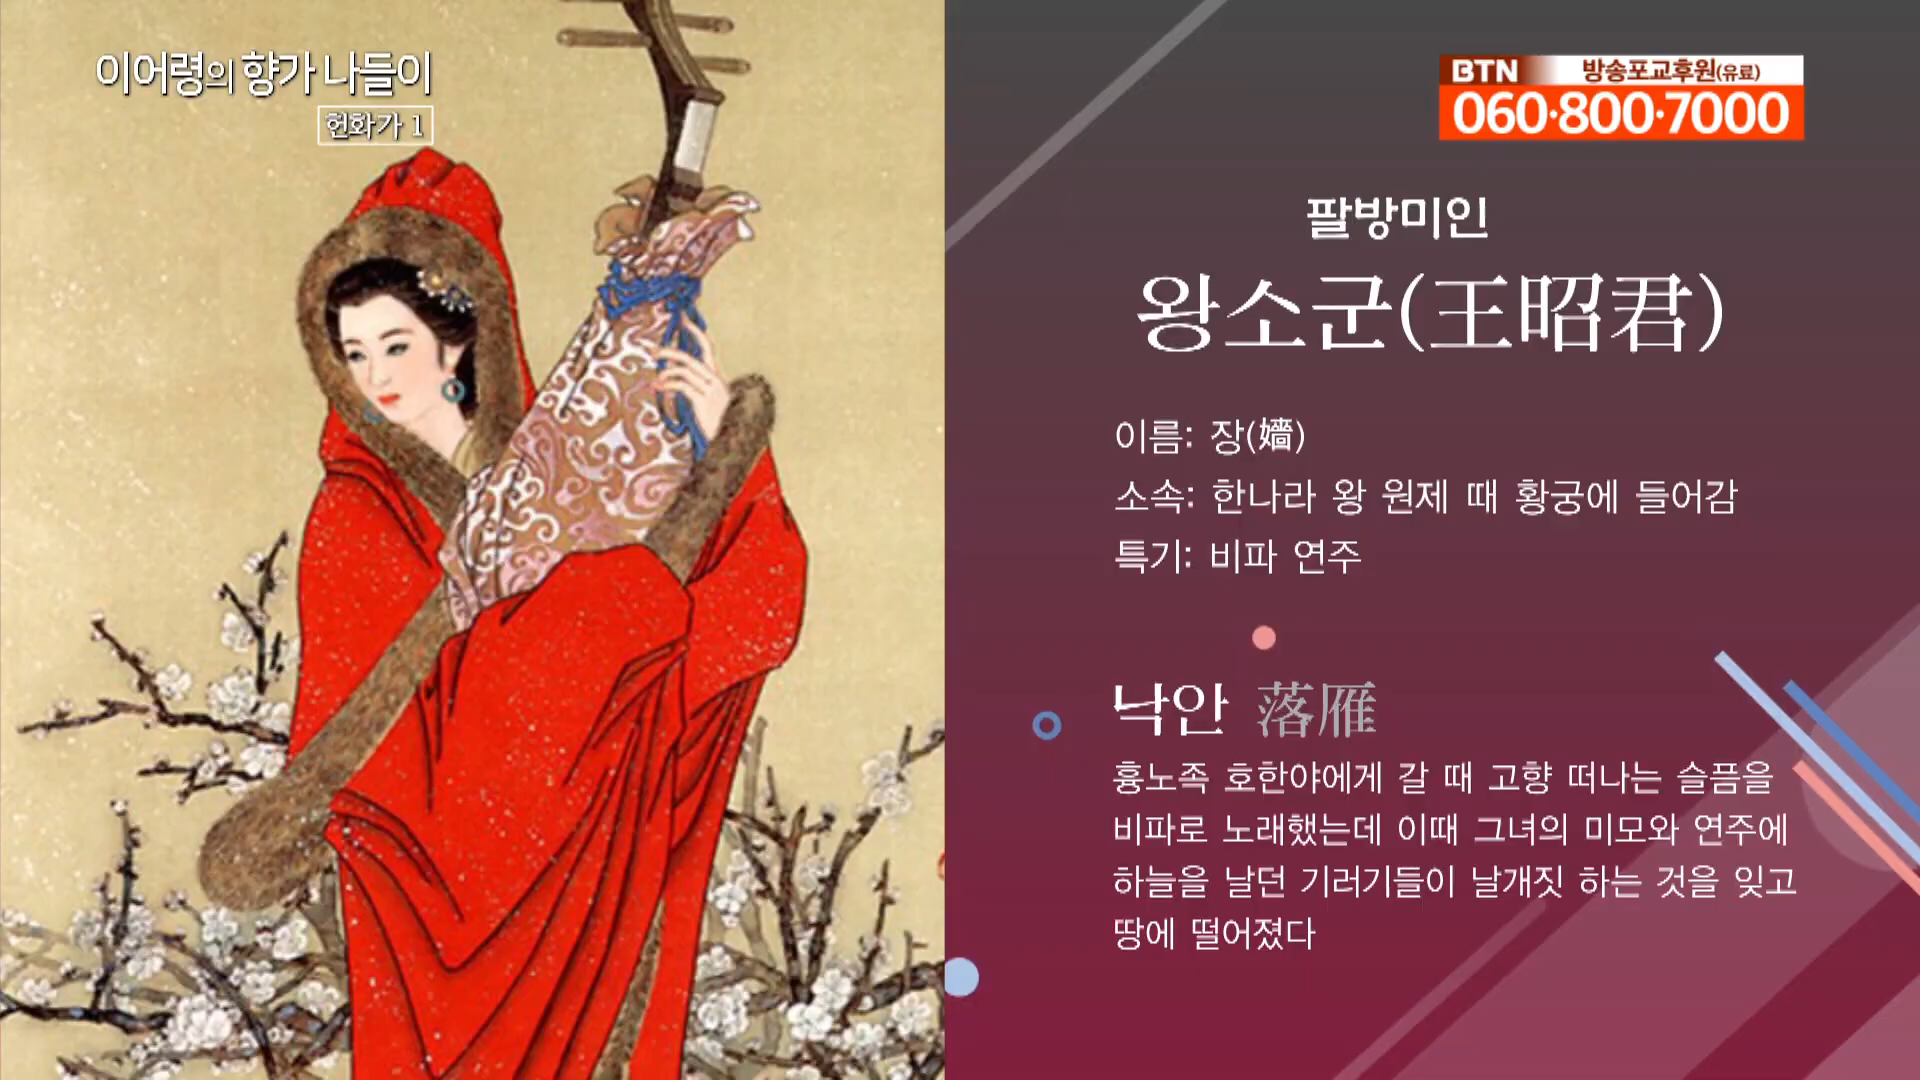 이어령의 향가 나들이
헌화가 1
BTN 방송포교후원(유료)
060·800·7000
팔방미인
왕소군(王昭君)
이름: 장(嬙)
소속: 한나라 왕 원제 때 황궁에 들어감
특기: 비파 연주
낙안 落雁
흉노족 호한야에게 갈 때 고향 떠나는 슬픔을
비파로 노래했는데 이때 그녀의 미모와 연주에
하늘을 날던 기러기들이 날개짓 하는 것을 잊고
땅에 떨어졌다